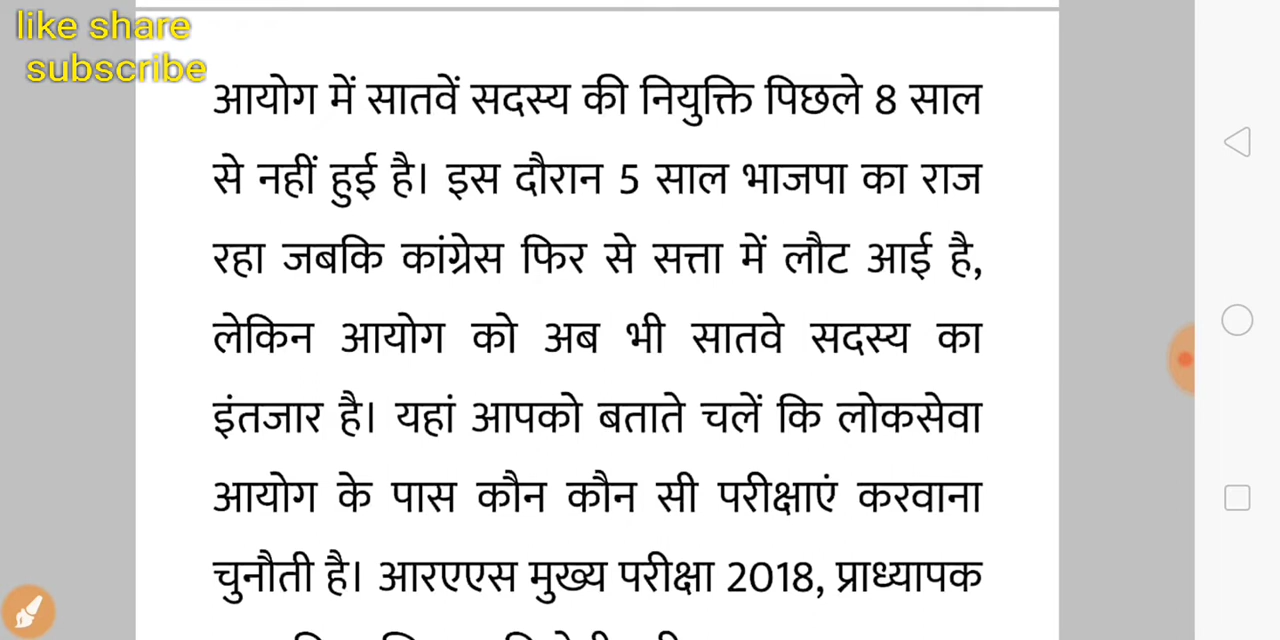 like share
subscribe
आयोग में सातवें सदस्य की नियुक्ति पिछले 8 साल
से नहीं हुई है। इस दौरान 5 साल भाजपा का राज
रहा जबकि कांग्रेस फिर से सत्ता में लौट आई है,
लेकिन आयोग को अब भी सातवे सदस्य का
इंतजार है। यहां आपको बताते चलें कि लोकसेवा
आयोग के पास कौन कौन सी परीक्षाएं करवाना
चुनौती है। आरएएस मुख्य परीक्षा 2018, प्राध्यापक